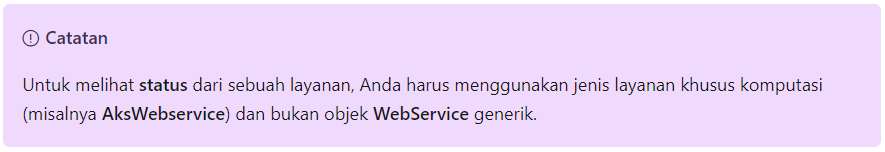 Catatan
Untuk melihat status dari sebuah layanan, Anda harus menggunakan jenis layanan khusus komputasi
(misalnya AksWebservice) dan bukan objek WebService generik.